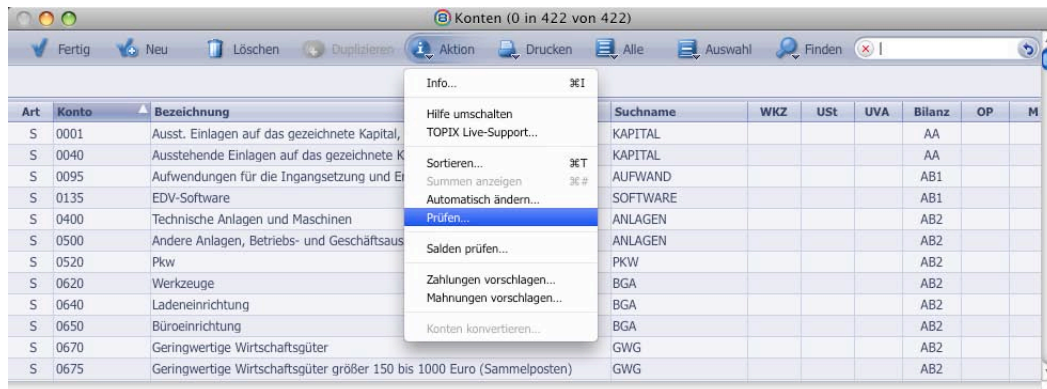 Konten (0 in 422 von 422)
Fertig Neu Löschen Duplizieren Aktion Drucken Alle Auswahl Finden
Info... ⌘I
Hilfe umschalten
TOPIX Live-Support...
Sortieren... ⌘T
Summen anzeigen ⌘#
Automatisch ändern...
Prüfen...
Salden prüfen...
Zahlungen vorschlagen...
Mahnungen vorschlagen...
Konten konvertieren...
Art Konto Bezeichnung Suchname WKZ USt UVA Bilanz OP M
S 0001 Ausst. Einlagen auf das gezeichnete Kapital, KAPITAL AA
S 0040 Ausstehende Einlagen auf das gezeichnete K KAPITAL AA
S 0095 Aufwendungen für die Ingangsetzung und Er AUFWAND AB1
S 0135 EDV-Software SOFTWARE AB1
S 0400 Technische Anlagen und Maschinen ANLAGEN AB2
S 0500 Andere Anlagen, Betriebs- und Geschäftsaus ANLAGEN AB2
S 0520 Pkw PKW AB2
S 0620 Werkzeuge BGA AB2
S 0640 Ladeneinrichtung BGA AB2
S 0650 Büroeinrichtung BGA AB2
S 0670 Geringwertige Wirtschaftsgüter GWG AB2
S 0675 Geringwertige Wirtschaftsgüter größer 150 bis 1000 Euro (Sammelposten) GWG AB2